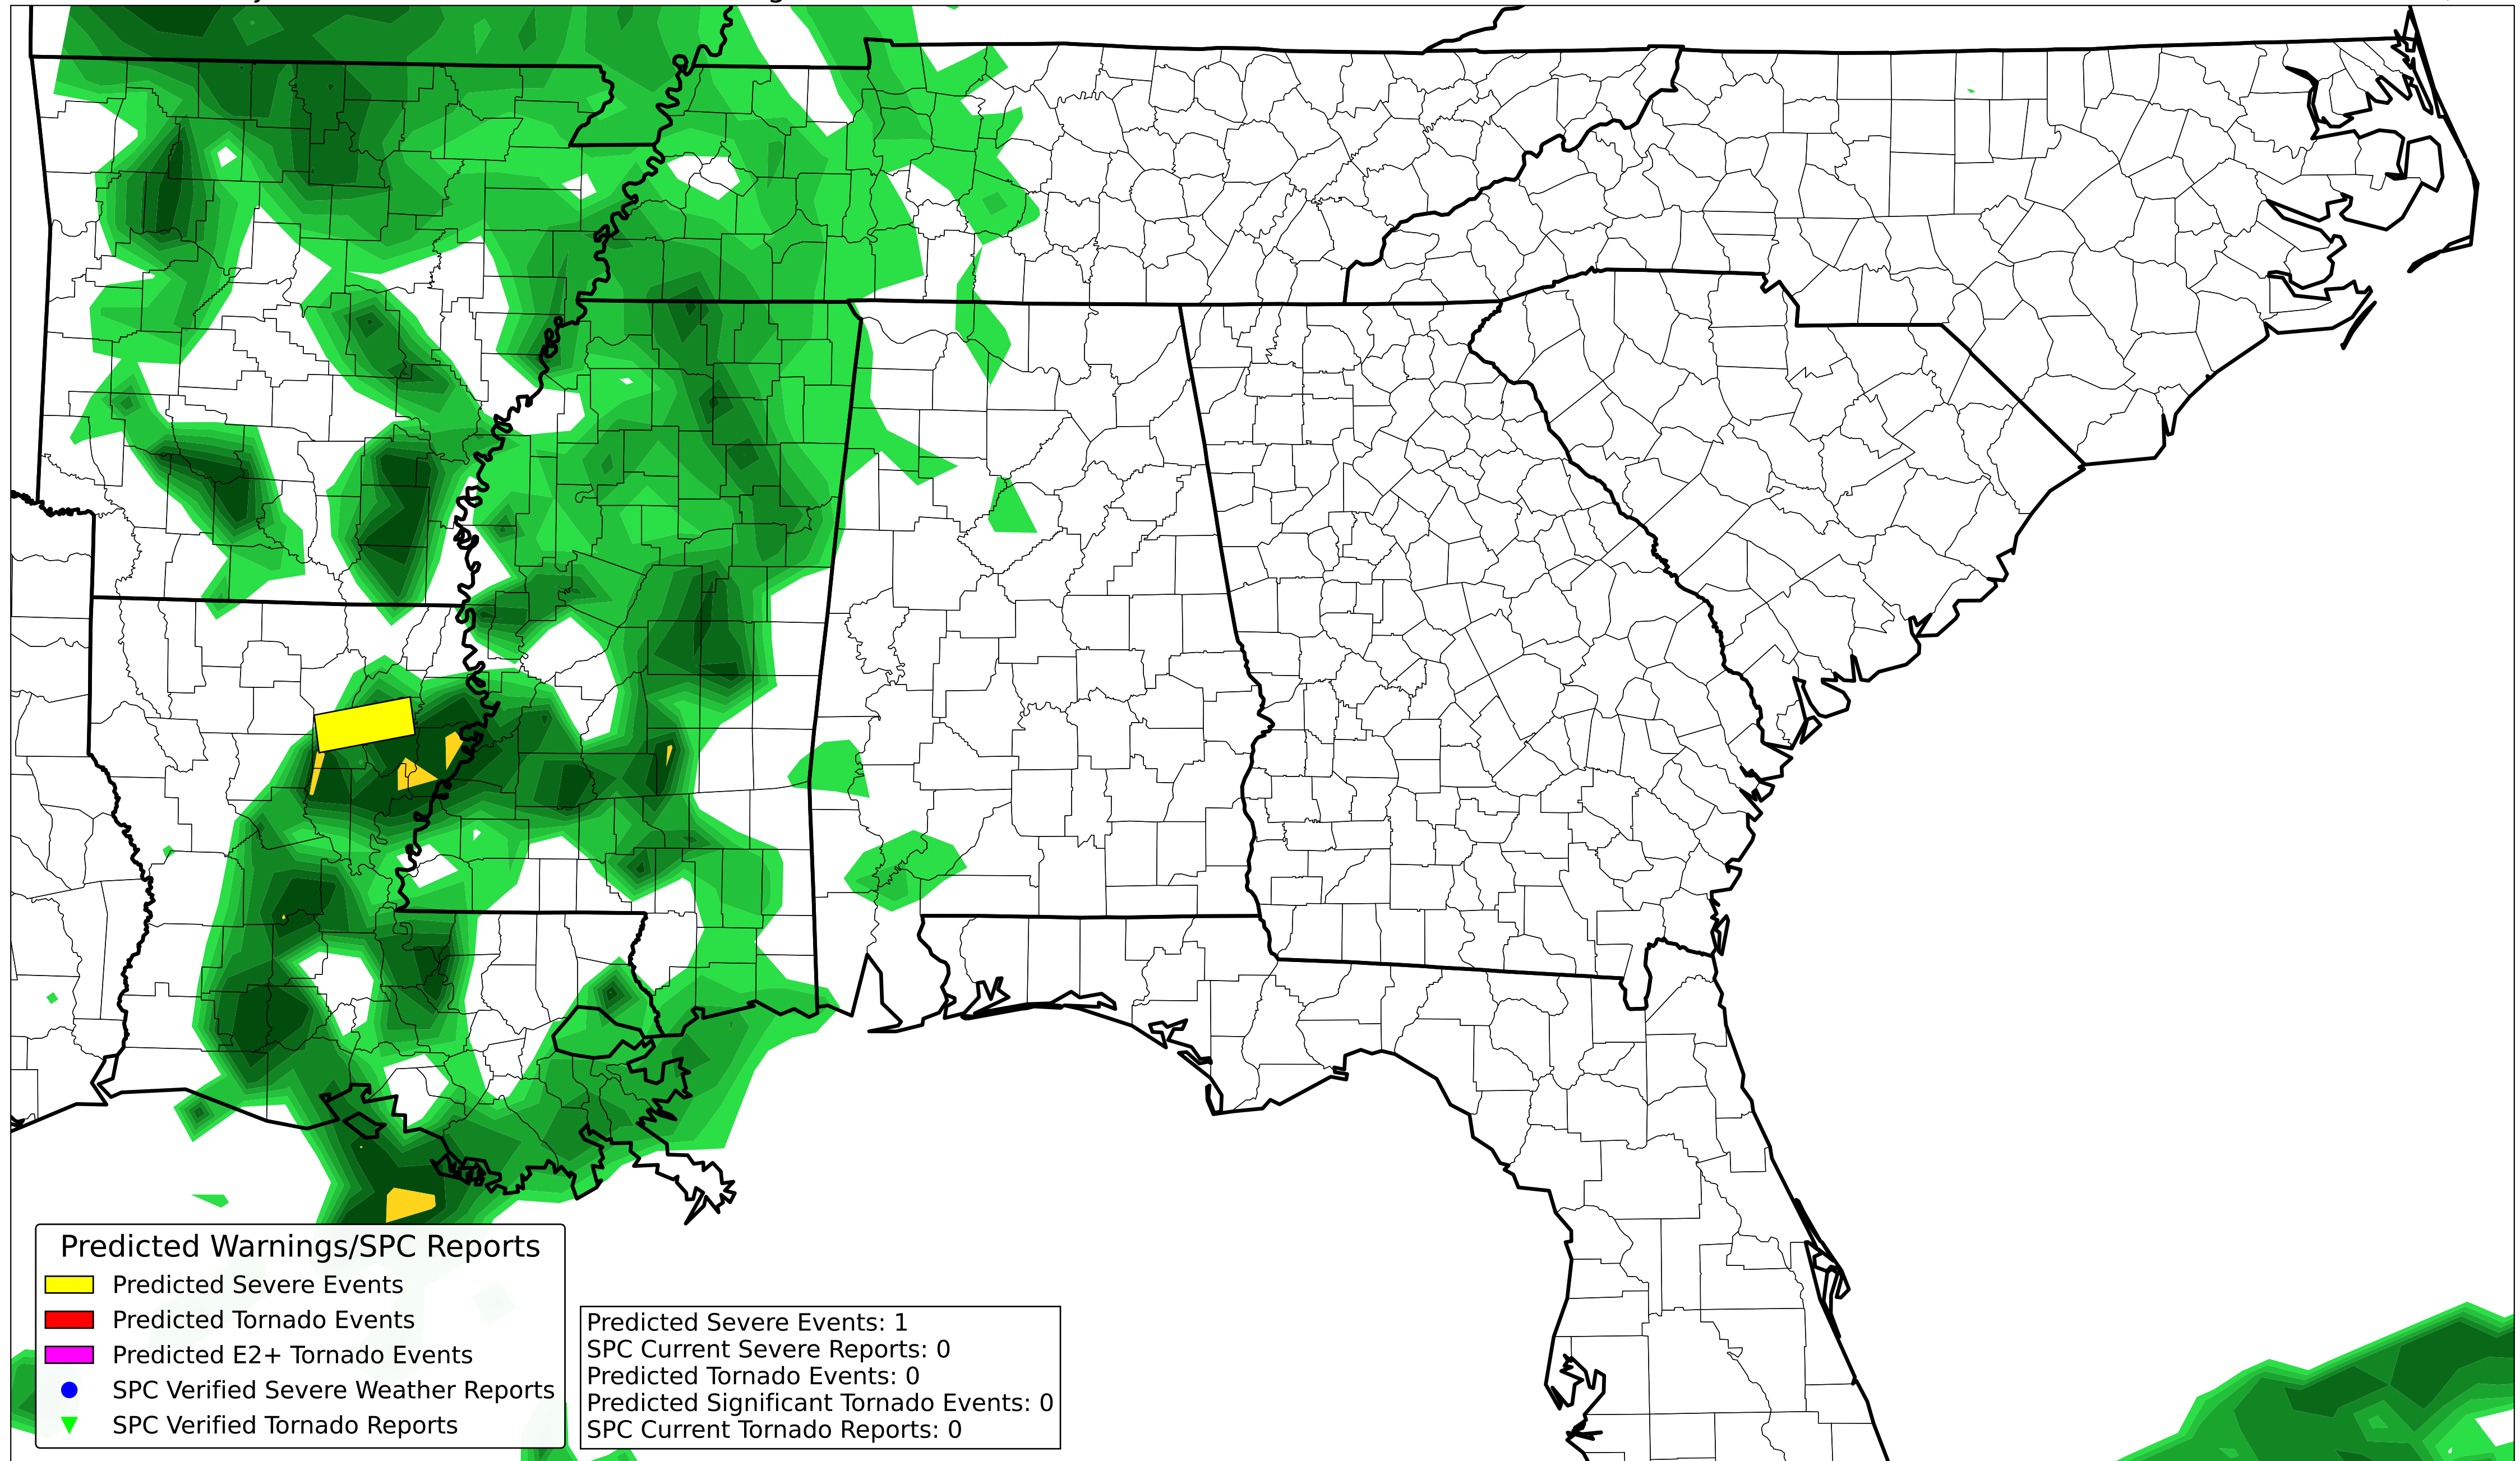 Predicted Warnings/SPC Reports
Predicted Severe Events
Predicted Tornado Events
Predicted E2+ Tornado Events
SPC Verified Severe Weather Reports
SPC Verified Tornado Reports
Predicted Severe Events: 1
SPC Current Severe Reports: 0
Predicted Tornado Events: 0
Predicted Significant Tornado Events: 0
SPC Current Tornado Reports: 0